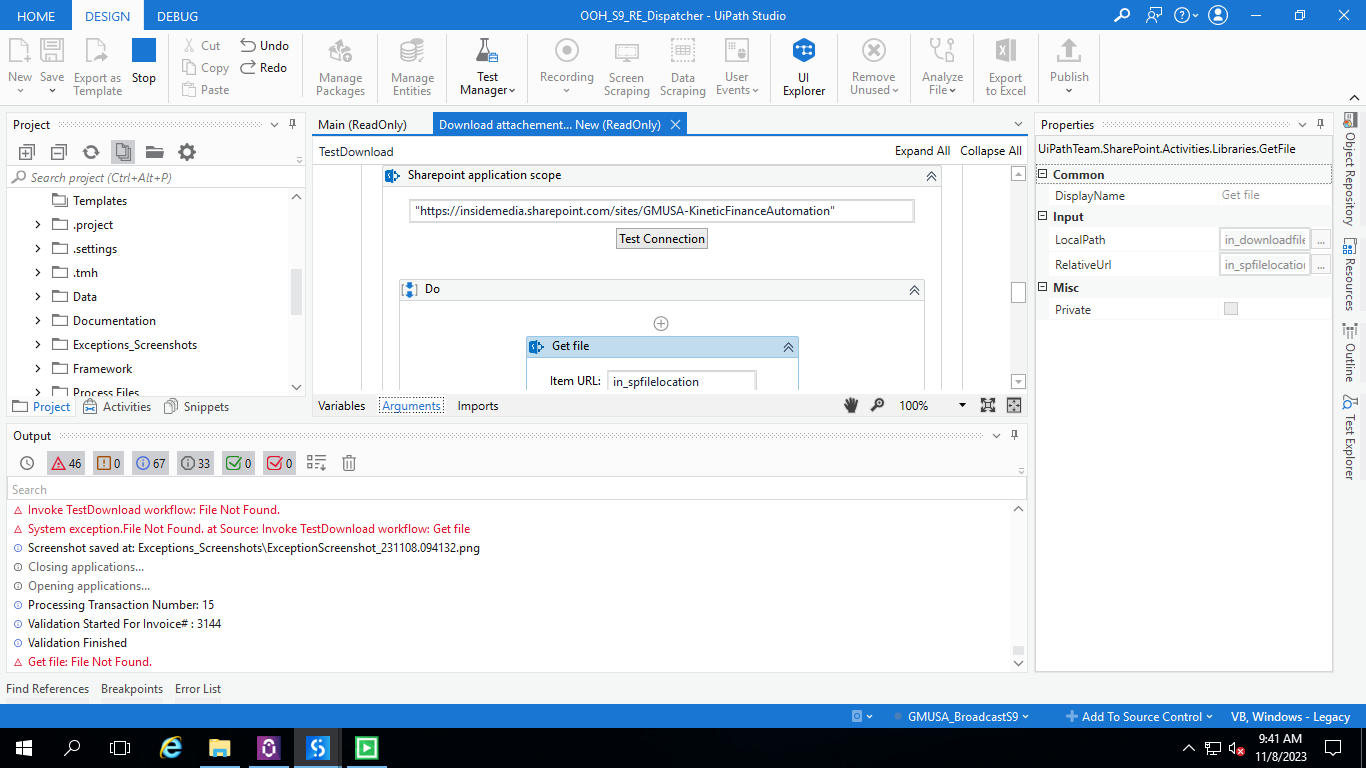 HOME DESIGN DEBUG OOH_S9_RE_Dispatcher - UiPath Studio
New Save Export as Template Stop Cut Copy Paste Undo Redo Manage Packages Manage Entities Test Manager Recording Screen Scraping Data Scraping User Events UI Explorer Remove Unused Analyze File Export to Excel Publish
Project
Search project (Ctrl+Alt+P)
Templates
.project
.settings
.tmh
Data
Documentation
Exceptions_Screenshots
Framework
Process Files
Project Activities Snippets
Main (ReadOnly) Download attachement... New (ReadOnly)
TestDownload Expand All Collapse All
Sharepoint application scope
"https://insidemedia.sharepoint.com/sites/GMUSA-KineticFinanceAutomation"
Test Connection
Do
Get file
Item URL: in_spfilelocation
Variables Arguments Imports 100%
Properties
UiPathTeam.SharePoint.Activities.Libraries.GetFile
Common
DisplayName Get file
Input
LocalPath in_downloadfile ...
RelativeUrl in_spfilelocation ...
Misc
Private
Object Repository
Resources
Outline
Test Explorer
Output
46 0 67 33 0 0
Search
Invoke TestDownload workflow: File Not Found.
System exception.File Not Found. at Source: Invoke TestDownload workflow: Get file
Screenshot saved at: Exceptions_Screenshots\ExceptionScreenshot_231108.094132.png
Closing applications...
Opening applications...
Processing Transaction Number: 15
Validation Started For Invoice# : 3144
Validation Finished
Get file: File Not Found.
Find References Breakpoints Error List
GMUSA_BroadcastS9 Add To Source Control VB, Windows - Legacy
9:41 AM
11/8/2023